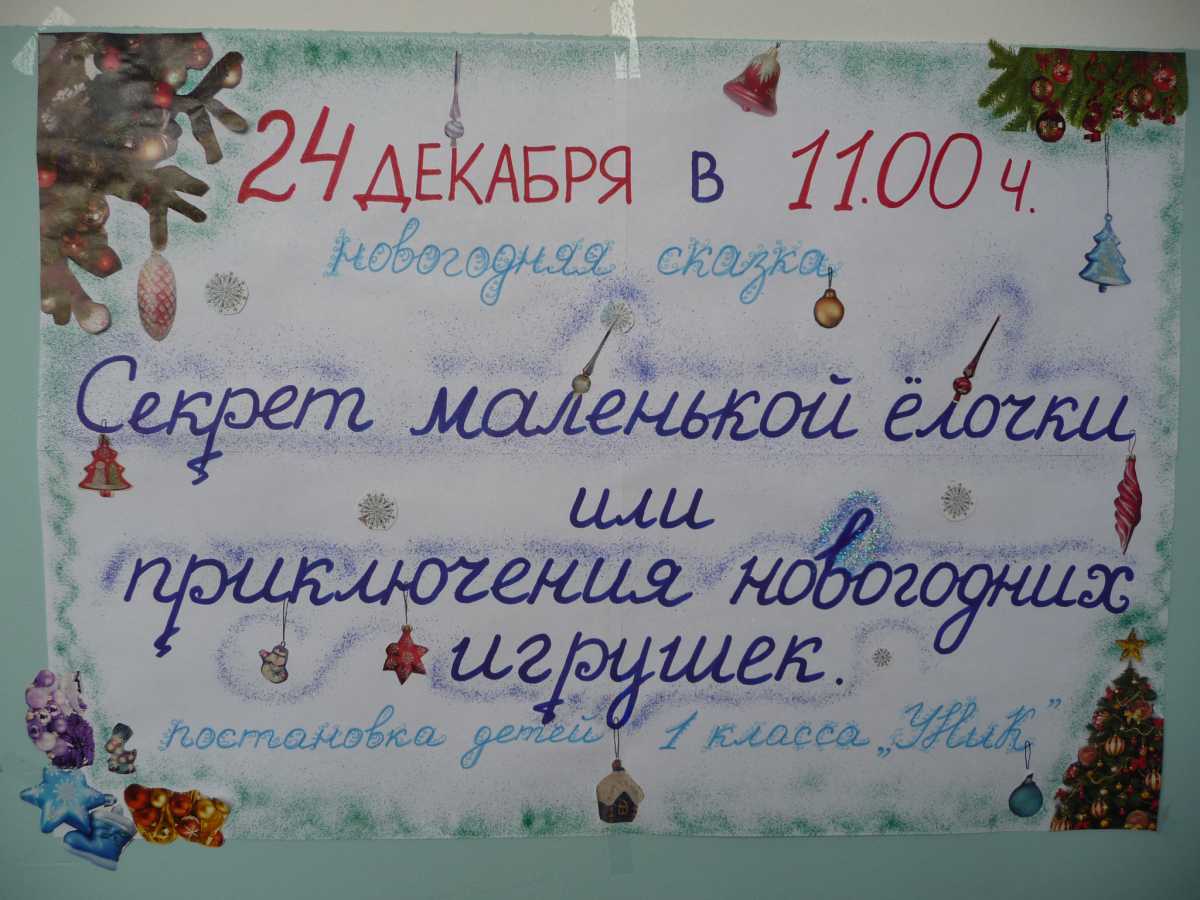 24 ДЕКАБРЯ В 11.00 Ч.
новогодняя сказка
Секрет маленькой ёлочки
или
приключения новогодних
игрушек.
постановка детей 1 класса „УНиК”